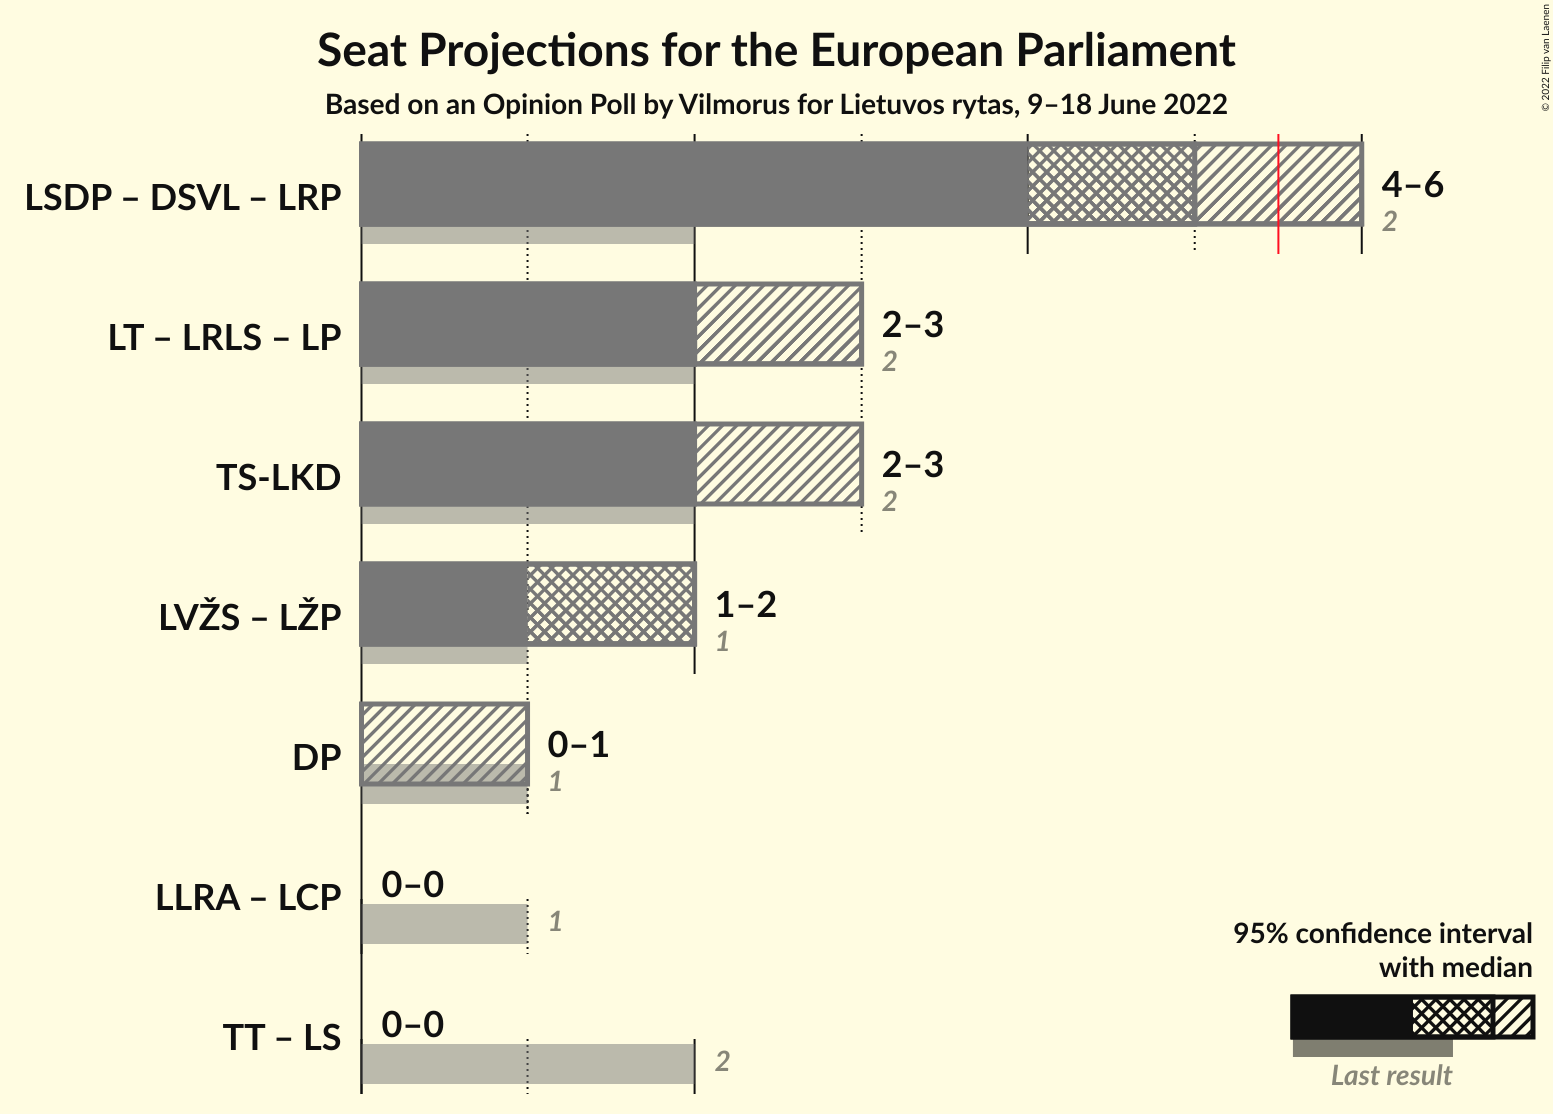 Seat Projections for the European Parliament
Based on an Opinion Poll by Vilmorus for Lietuvos rytas, 9–18 June 2022
© 2022 Filip van Laenen
LSDP – DSVL – LRP
4–6
2
LT – LRLS – LP
2–3
2
TS-LKD
2–3
2
LVŽS – LŽP
1–2
1
DP
0–1
1
LLRA – LCP
0–0
1
TT – LS
0–0
2
95% confidence interval
with median
Last result